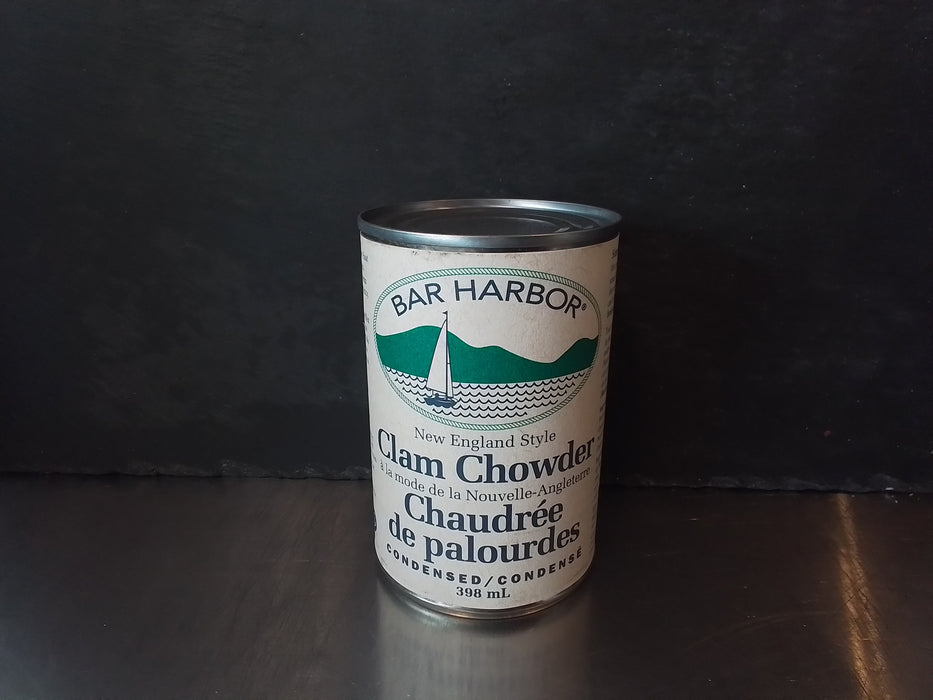 BAR HARBOR®
New England Style
Clam Chowder
à la mode de la Nouvelle-Angleterre
Chaudrée
de palourdes
CONDENSED/CONDENSÉ
398 mL